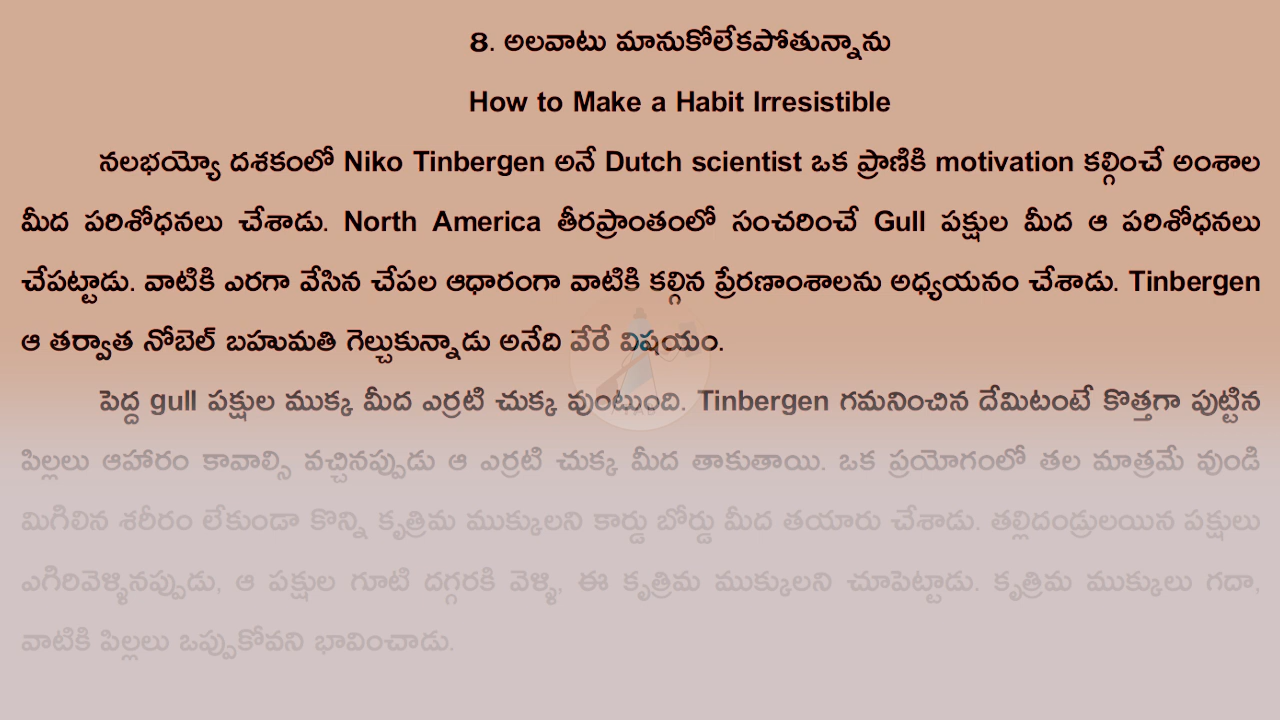 8. అలవాటు మానుకోలేకపోతున్నాను
How to Make a Habit Irresistible
నలభయ్యో దశకంలో Niko Tinbergen అనే Dutch scientist ఒక ప్రాణికి motivation కల్గించే అంశాల
మీద పరిశోధనలు చేశాడు. North America తీరప్రాంతంలో సంచరించే Gull పక్షుల మీద ఆ పరిశోధనలు
చేపట్టాడు. వాటికి ఎరగా వేసిన చేపల ఆధారంగా వాటికి కల్గిన ప్రేరణాంశాలను అధ్యయనం చేశాడు. Tinbergen
ఆ తర్వాత నోబెల్ బహుమతి గెల్చుకున్నాడు అనేది వేరే విషయం.
పెద్ద gull పక్షుల ముక్కు మీద ఎర్రటి చుక్క వుంటుంది. Tinbergen గమనించిన దేమిటంటే కొత్తగా పుట్టిన
పిల్లలు ఆహారం కావాల్సి వచ్చినప్పుడు ఆ ఎర్రటి చుక్క మీద తాకుతాయి. ఒక ప్రయోగంలో తల మాత్రమే వుండి
మిగిలిన శరీరం లేకుండా కొన్ని కృత్రిమ ముక్కులని కార్డు బోర్డు మీద తయారు చేశాడు. తల్లిదండ్రులయిన పక్షులు
ఎగిరివెళ్ళినప్పుడు, ఆ పక్షుల గూటి దగ్గరకి వెళ్ళి, ఈ కృత్రిమ ముక్కులని చూపెట్టాడు. కృత్రిమ ముక్కులు గదా,
వాటికి పిల్లలు ఒప్పుకోవని భావించాడు.